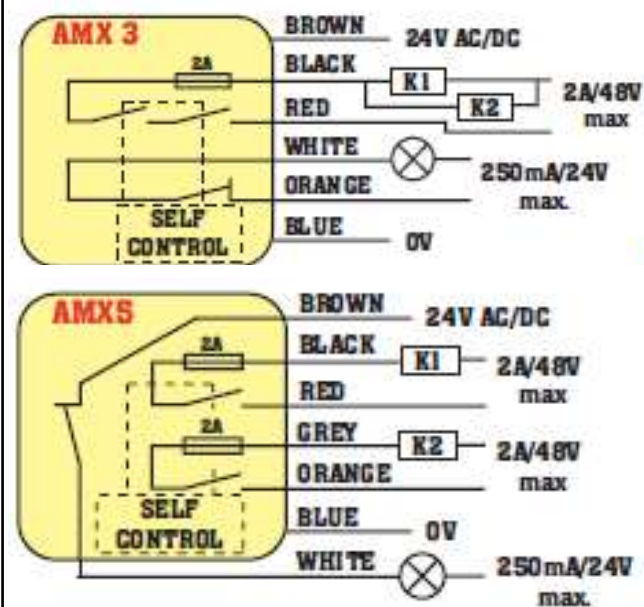 AMX 3
BROWN 24V AC/DC
2A BLACK K1
K2 2A/48V
RED max
WHITE
ORANGE 250mA/24V
max.
SELF
CONTROL
BLUE 0V
AMXS
BROWN 24V AC/DC
2A BLACK K1 2A/48V
RED max
2A GREY K2 2A/48V
ORANGE max
SELF
CONTROL
BLUE 0V
WHITE 250mA/24V
max.